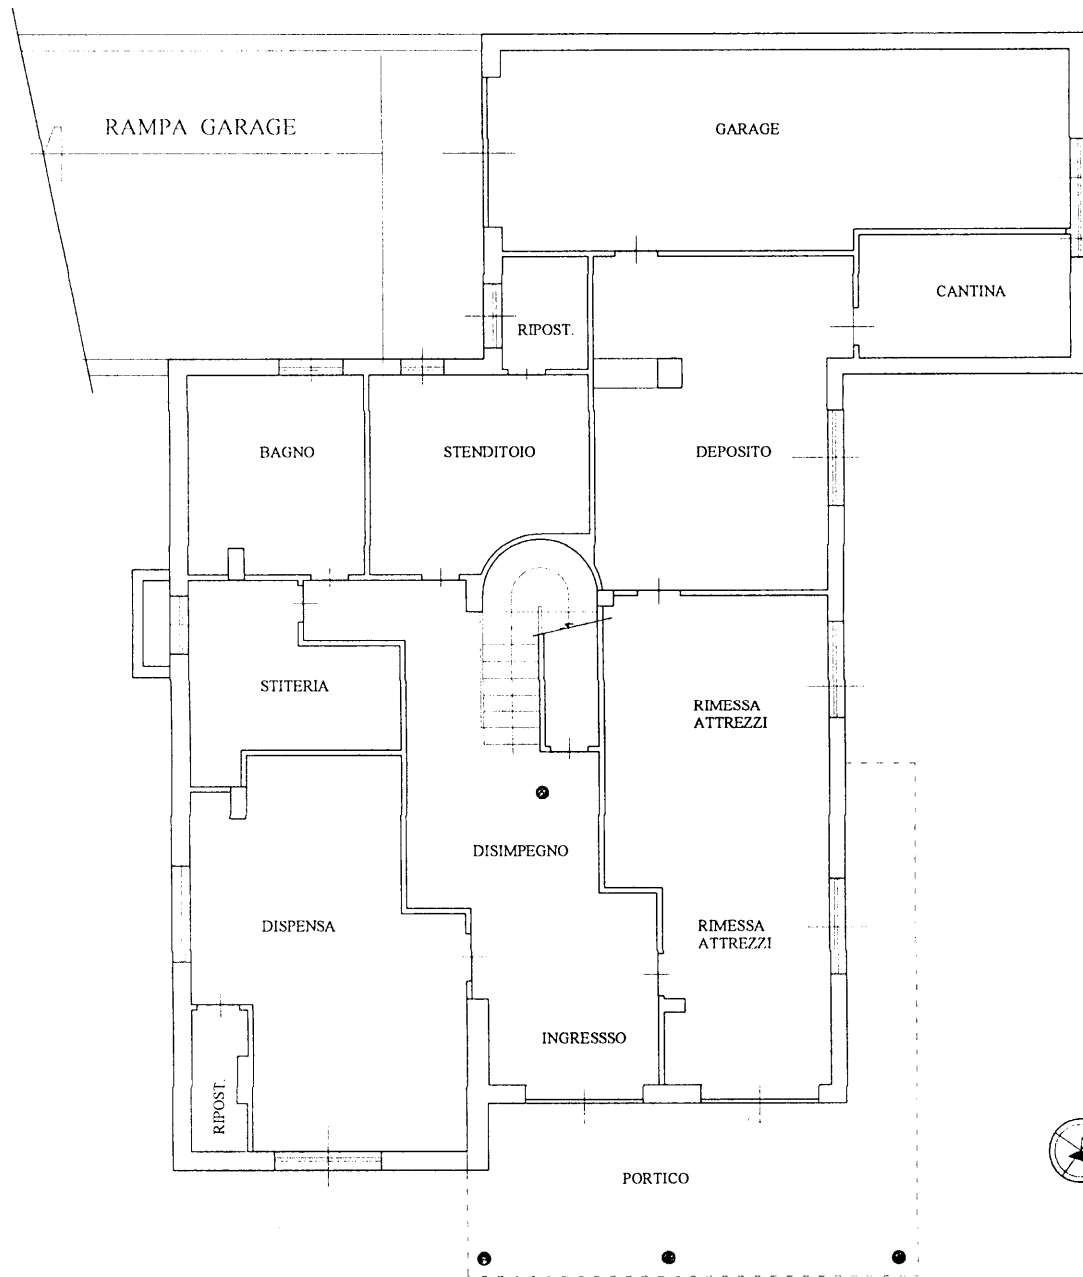 RAMPA GARAGE
GARAGE
CANTINA
RIPOST.
BAGNO
STENDITOIO
DEPOSITO
STITERIA
RIMESSA
ATTREZZI
DISIMPEGNO
DISPENSA
RIMESSA
ATTREZZI
INGRESSSO
RIPOST.
PORTICO